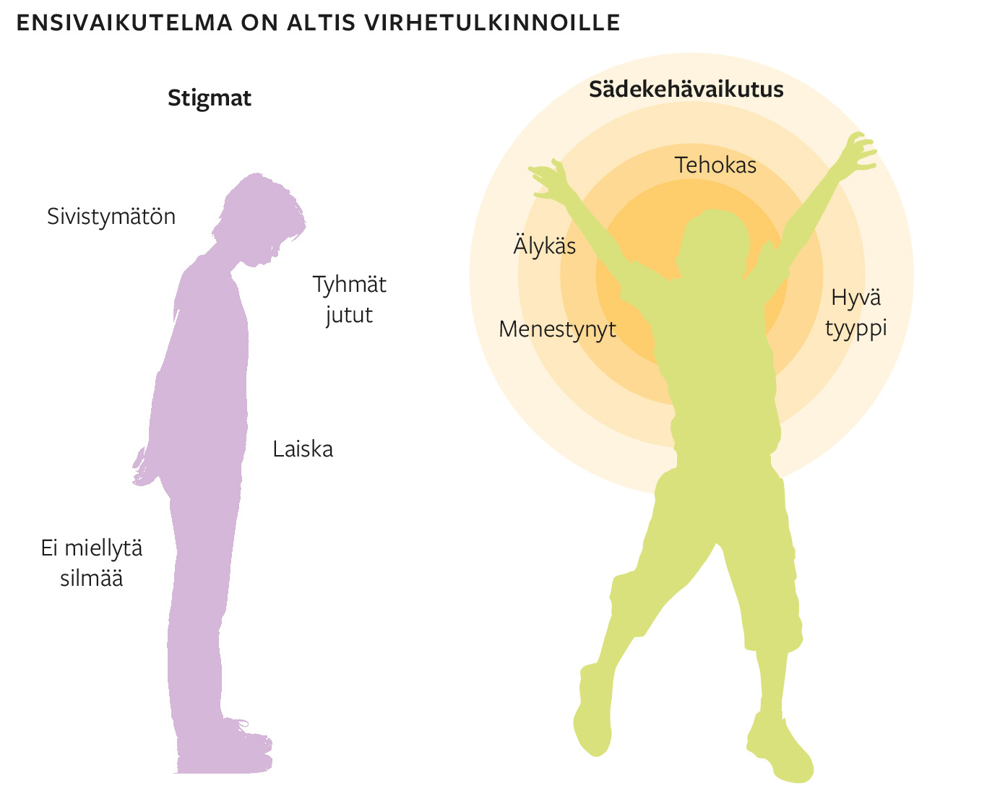 ENSIVAIKUTELMA ON ALTIS VIRHETULKINNOILLE
Stigmat
Sivistymätön
Tyhmät
jutut
Laiska
Ei miellytä
silmää
Sädekehävaikutus
Tehokas
Älykäs
Menestynyt
Hyvä
tyyppi